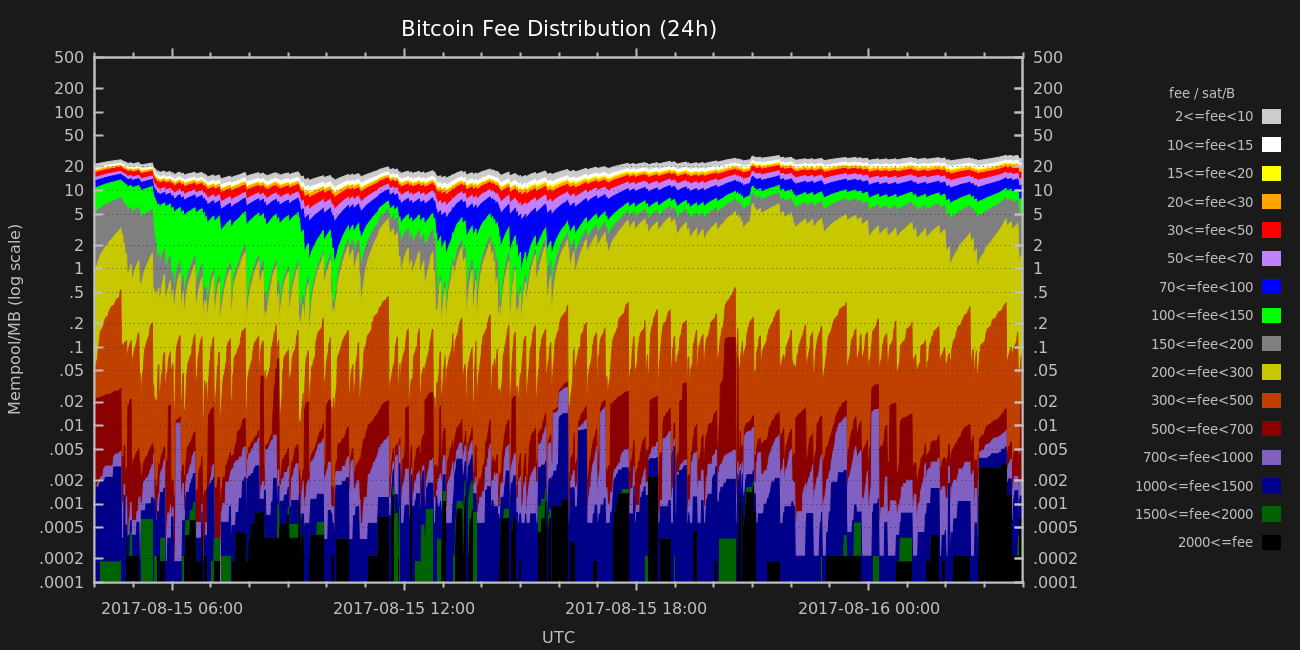 Bitcoin Fee Distribution (24h)
Mempool/MB (log scale)
500
200
100
50
20
10
5
2
1
.5
.2
.1
.05
.02
.01
.005
.002
.001
.0005
.0002
.0001
500
200
100
50
20
10
5
2
1
.5
.2
.1
.05
.02
.01
.005
.002
.001
.0005
.0002
.0001
fee / sat/B
2<=fee<10
10<=fee<15
15<=fee<20
20<=fee<30
30<=fee<50
50<=fee<70
70<=fee<100
100<=fee<150
150<=fee<200
200<=fee<300
300<=fee<500
500<=fee<700
700<=fee<1000
1000<=fee<1500
1500<=fee<2000
2000<=fee
2017-08-15 06:00
2017-08-15 12:00
2017-08-15 18:00
2017-08-16 00:00
UTC